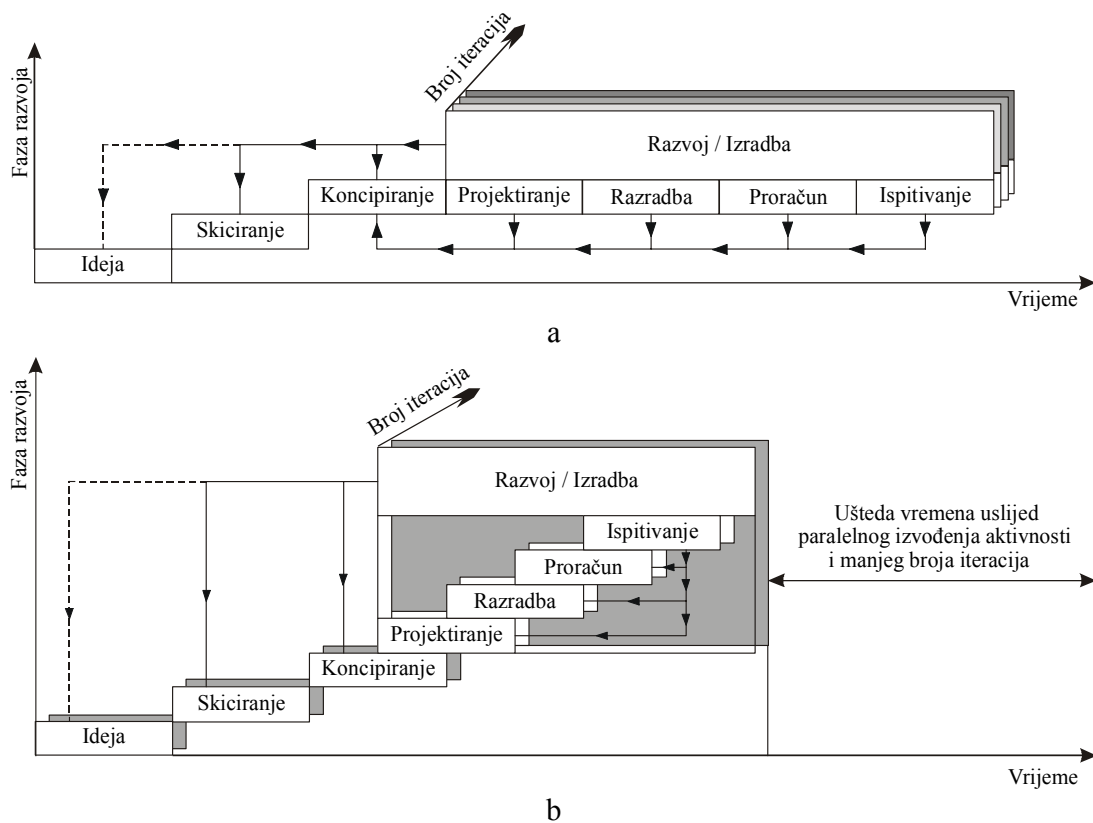 Faza razvoja
Broj iteracija
Razvoj / Izradba
Koncipiranje
Projektiranje
Razradba
Proračun
Ispitivanje
Skiciranje
Ideja
Vrijeme
a
Faza razvoja
Broj iteracija
Razvoj / Izradba
Ispitivanje
Proračun
Razradba
Projektiranje
Koncipiranje
Skiciranje
Ideja
Ušteda vremena uslijed
paralelnog izvođenja aktivnosti
i manjeg broja iteracija
Vrijeme
b